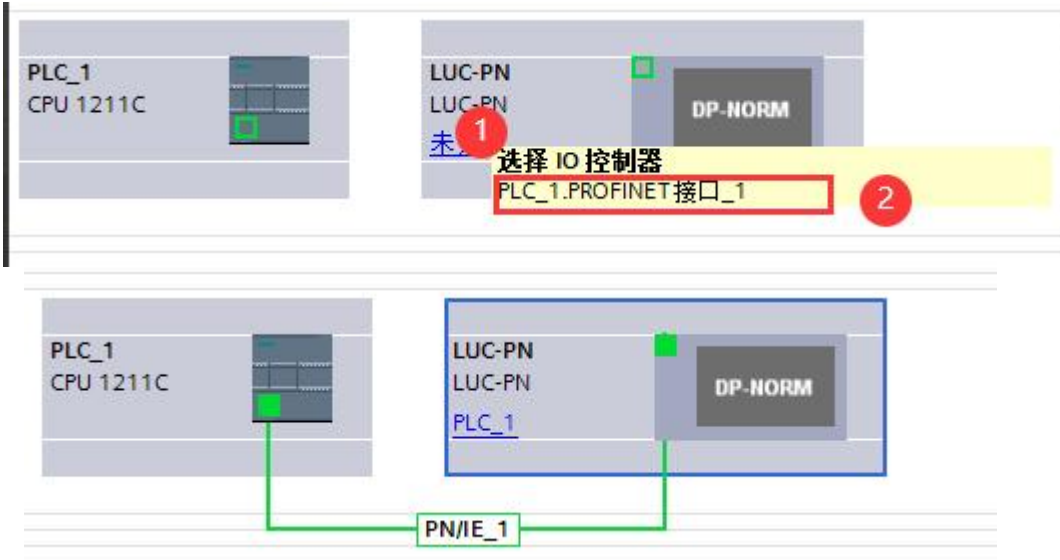 PLC_1
CPU 1211C
LUC-PN
LUC-PN
未
DP-NORM
1
选择 IO 控制器
PLC_1.PROFINET接口_1
2
PLC_1
CPU 1211C
LUC-PN
LUC-PN
PLC_1
DP-NORM
PN/IE_1